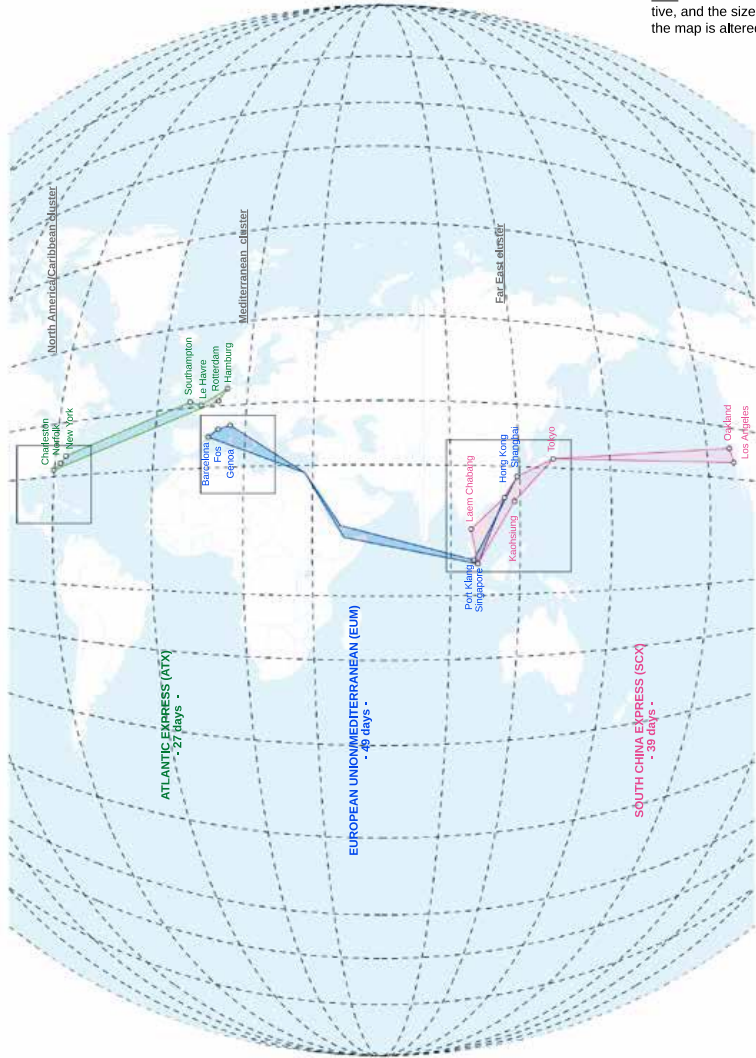 tive, and the size
the map is altered
North America/Caribbean cluster
Mediterranean cluster
Far East cluster
Charleston
Norfolk
New York
Southampton
Le Havre
Rotterdam
Hamburg
Barcelona
Fos
Genoa
Laem Chabang
Hong Kong
Shanghai
Tokyo
Kaohsiung
Port Klang
Singapore
Oakland
Los Angeles
ATLANTIC EXPRESS (ATX)
- 27 days -
EUROPEAN UNION/MEDITERRANEAN (EUM)
- 49 days -
SOUTH CHINA EXPRESS (SCX)
- 39 days -